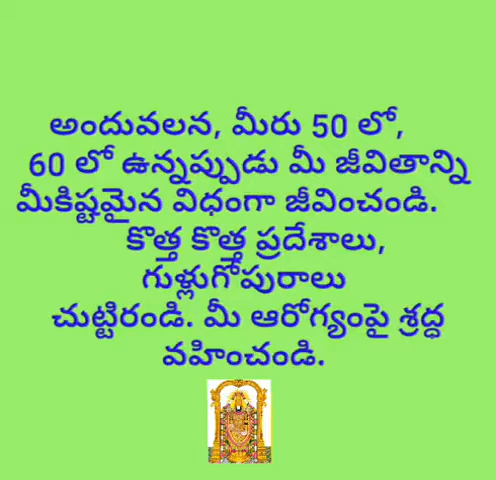 అందువలన, మీరు 50 లో,
60 లో ఉన్నప్పుడు మీ జీవితాన్ని
మీకిష్టమైన విధంగా జీవించండి.
కొత్త కొత్త ప్రదేశాలు,
గుళ్లుగోపురాలు
చుట్టిరండి. మీ ఆరోగ్యంపై శ్రద్ధ
వహించండి.